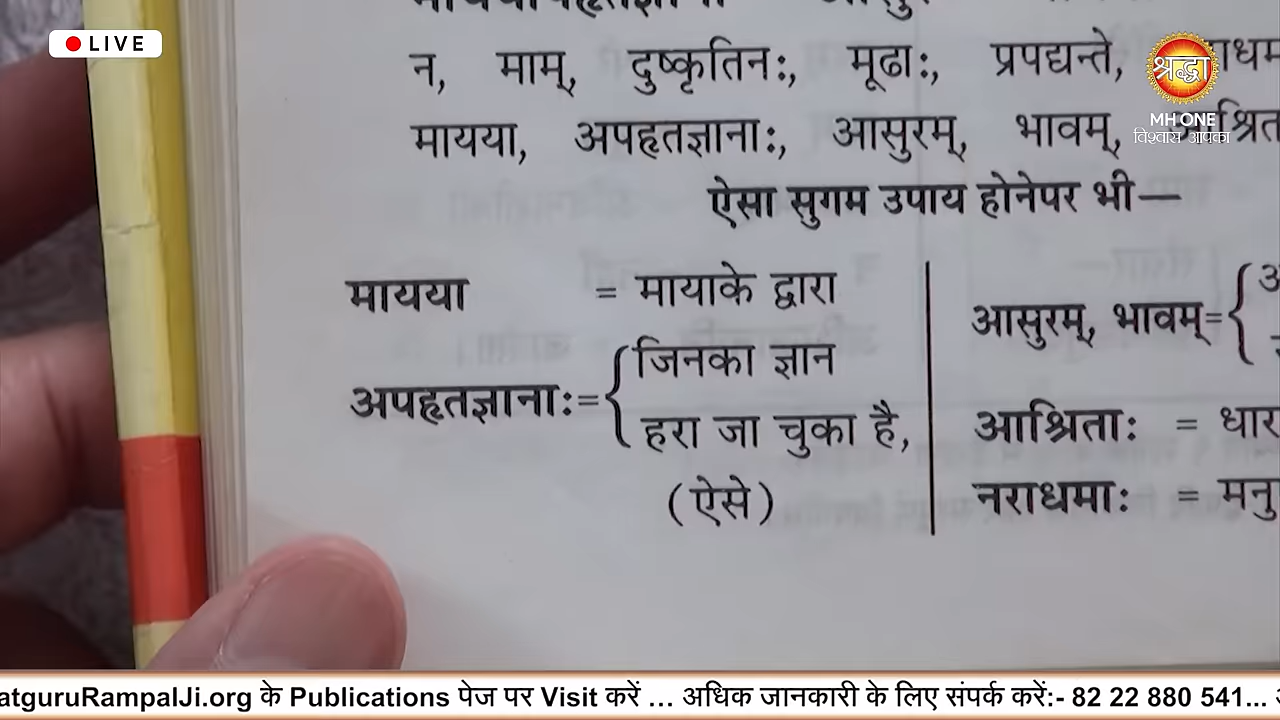 LIVE
न, माम्, दुष्कृतिनः, मूढाः, प्रपद्यन्ते,
श्रद्धा
MH ONE
विश्वास आपका
मायया, अपहृतज्ञानाः, आसुरम्, भावम्,
ऐसा सुगम उपाय होनेपर भी—
मायया = मायाके द्वारा
अपहृतज्ञानाः= जिनका ज्ञान
हरा जा चुका है,
(ऐसे)
आसुरम्, भावम्=
आश्रिताः = धार
नराधमाः = मनु
atguruRampalJi.org के Publications पेज पर Visit करें ... अधिक जानकारी के लिए संपर्क करें:- 82 22 880 541...